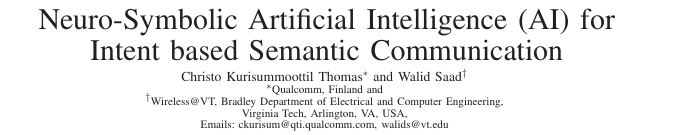 Neuro-Symbolic Artificial Intelligence (AI) for
Intent based Semantic Communication
Christo Kurisummoottil Thomas* and Walid Saad†
*Qualcomm, Finland and
†Wireless@VT, Bradley Department of Electrical and Computer Engineering,
Virginia Tech, Arlington, VA, USA,
Emails: ckurisum@qti.qualcomm.com, walids@vt.edu